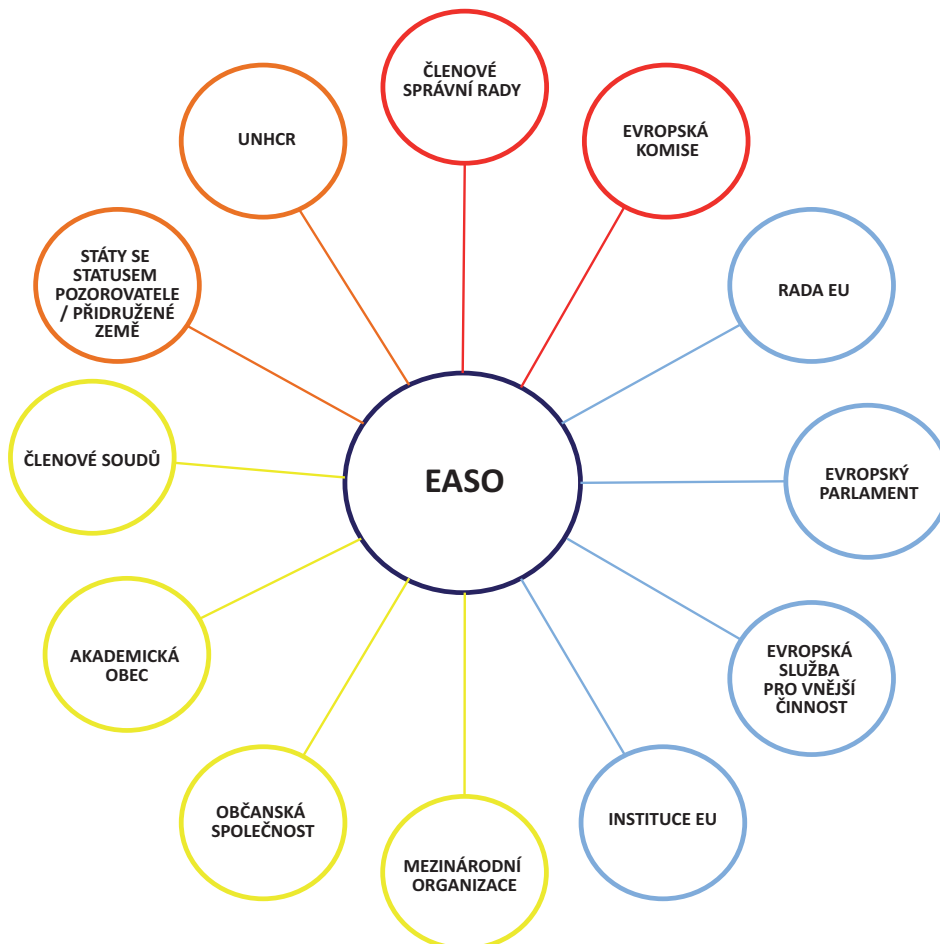 ČLENOVÉ
SPRÁVNÍ RADY
EVROPSKÁ
KOMISE
RADA EU
EVROPSKÝ
PARLAMENT
EVROPSKÁ
SLUŽBA
PRO VNĚJŠÍ
ČINNOST
INSTITUCE EU
MEZINÁRODNÍ
ORGANIZACE
OBČANSKÁ
SPOLEČNOST
AKADEMICKÁ
OBEC
ČLENOVÉ SOUDŮ
STÁTY SE
STATUSEM
POZOROVATELE
/ PŘIDRUŽENÉ
ZEMĚ
UNHCR
EASO